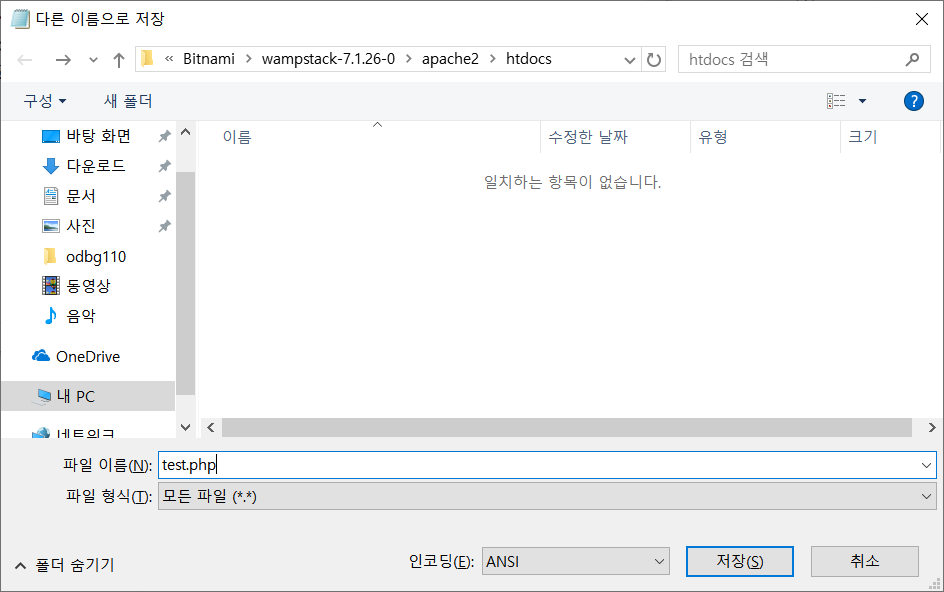 다른 이름으로 저장
« Bitnami > wampstack-7.1.26-0 > apache2 > htdocs
htdocs 검색
구성
새 폴더
?
바탕 화면
다운로드
문서
사진
odbg110
동영상
음악
OneDrive
내 PC
네트워크
이름
수정한 날짜
유형
크기
일치하는 항목이 없습니다.
파일 이름(N): test.php
파일 형식(T): 모든 파일 (*.*)
폴더 숨기기
인코딩(E): ANSI
저장(S)
취소